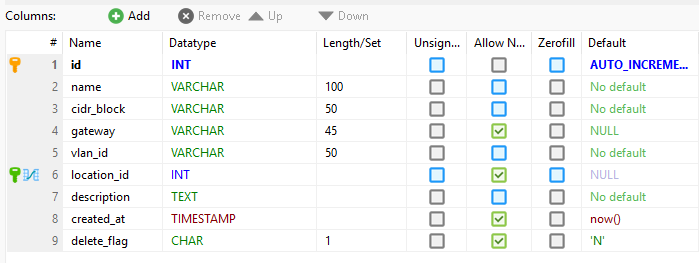 Columns: Add Remove Up Down
# Name Datatype Length/Set Unsign... Allow N... Zerofill Default
1 id INT AUTO_INCREME...
2 name VARCHAR 100 No default
3 cidr_block VARCHAR 50 No default
4 gateway VARCHAR 45 NULL
5 vlan_id VARCHAR 50 No default
6 location_id INT NULL
7 description TEXT No default
8 created_at TIMESTAMP now()
9 delete_flag CHAR 1 'N'